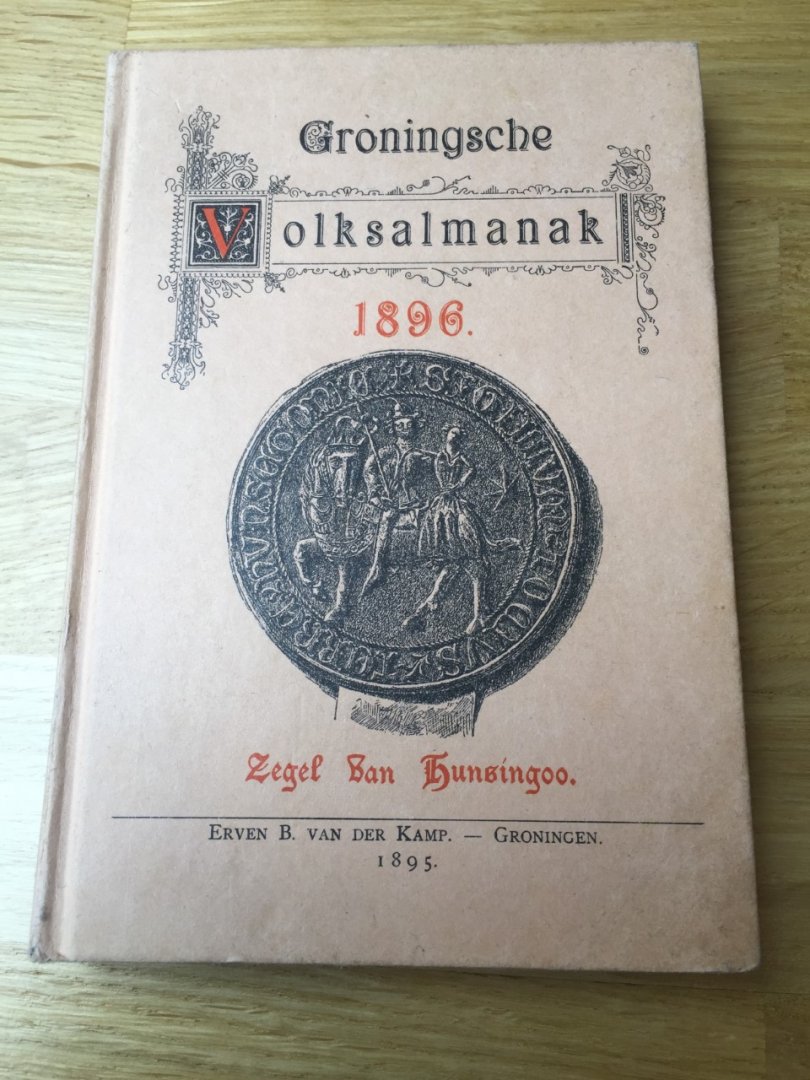 Groningsche
Volksalmanak
1896.
Zegel van Hunsingoo.
ERVEN B. VAN DER KAMP. — GRONINGEN.
1895.